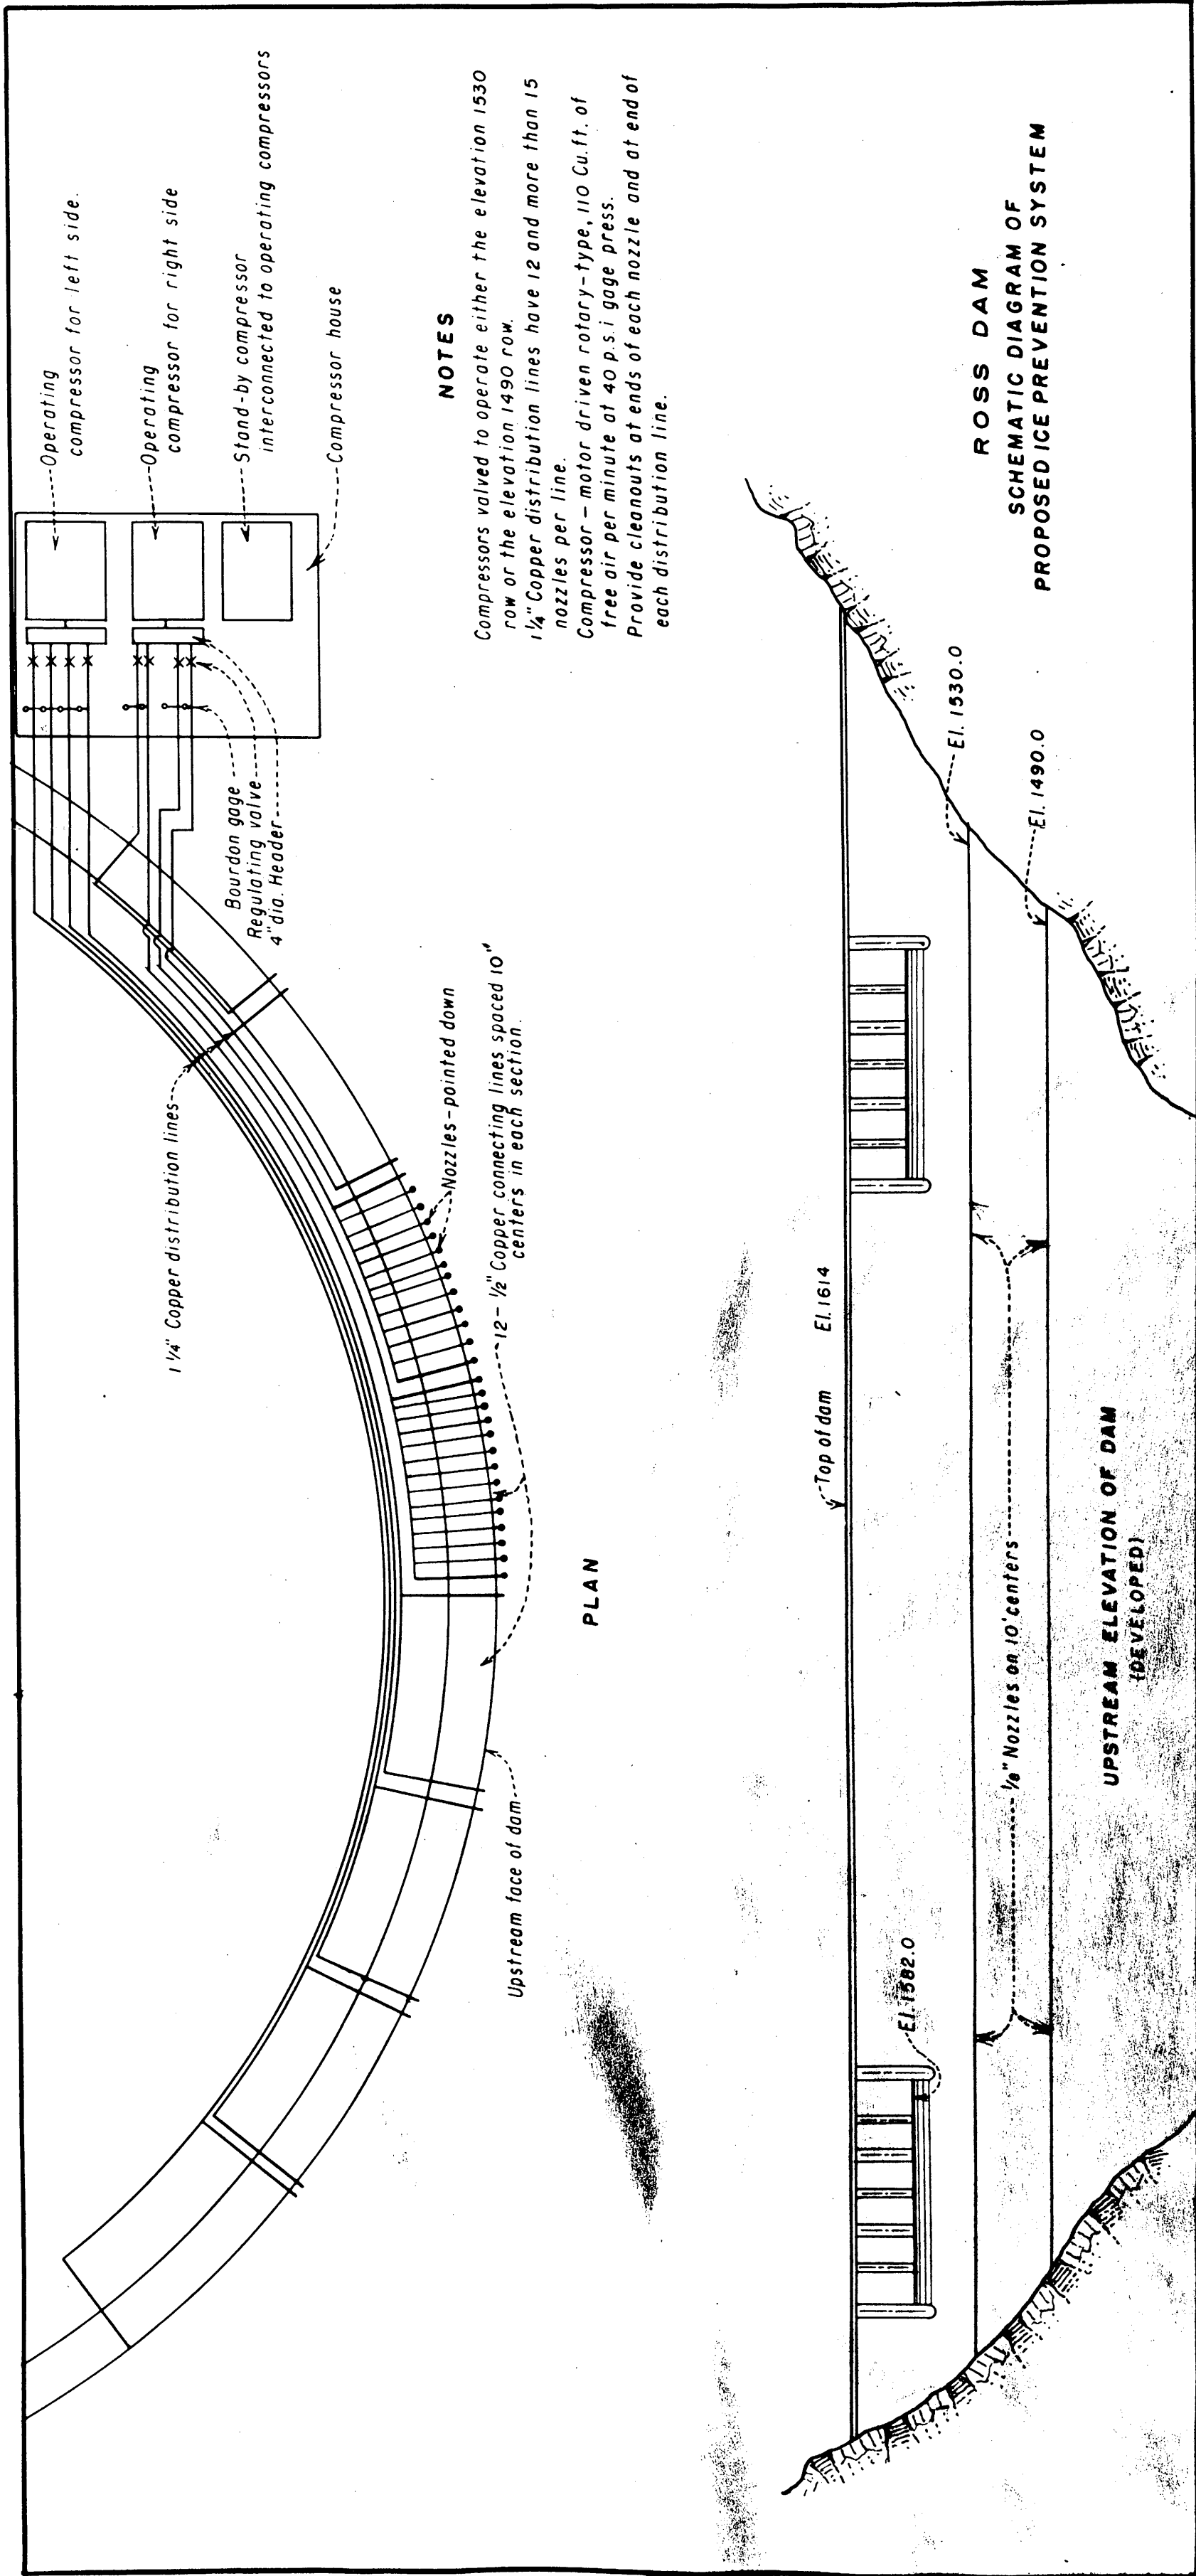 Operating
compressor for left side.
Operating
compressor for right side
Stand-by compressor
interconnected to operating compressors
Compressor house
Bourdon gage
Regulating valve
4" dia. Header
1¼" Copper distribution lines
Nozzles-pointed down
12 - ½" Copper connecting lines spaced 10"
centers in each section.
Upstream face of dam
PLAN
NOTES
Compressors valved to operate either the elevation 1530
row or the elevation 1490 row.
1¼" Copper distribution lines have 12 and more than 15
nozzles per line.
Compressor - motor driven rotary-type, 110 Cu.ft. of
free air per minute at 40 p.s.i gage press.
Provide cleanouts at ends of each nozzle and at end of
each distribution line.
Top of dam El. 1614
El. 1582.0
El. 1530.0
El. 1490.0
⅛" Nozzles on 10' centers
UPSTREAM ELEVATION OF DAM
(DEVELOPED)
ROSS DAM
SCHEMATIC DIAGRAM OF
PROPOSED ICE PREVENTION SYSTEM